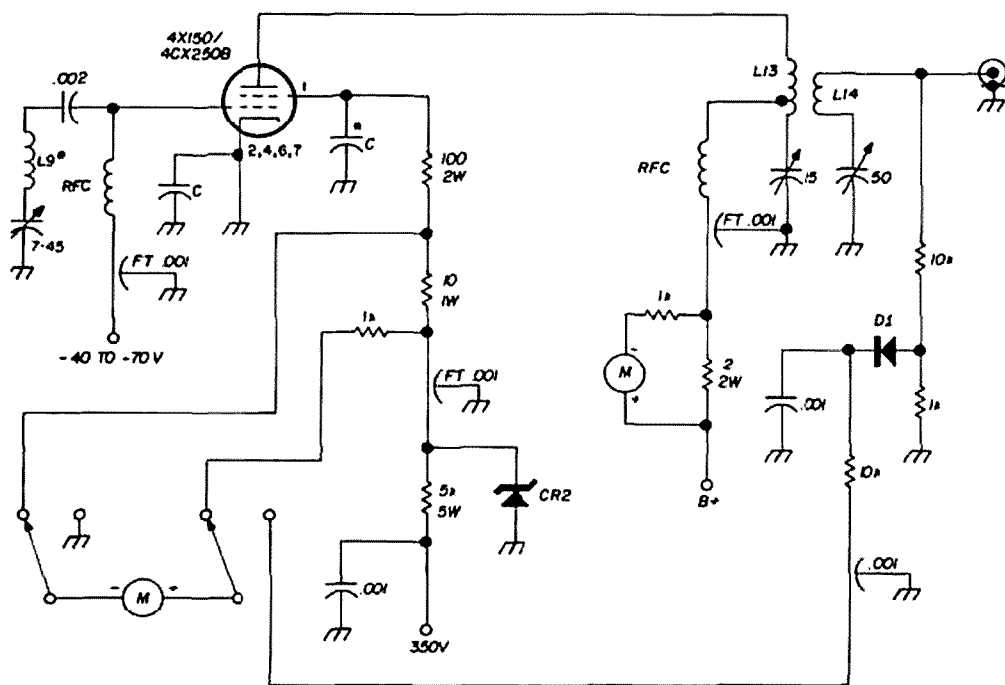 4X150/
4CX250B
.002
1
L9*
RFC
7-45
FT .001
-40 TO -70V
C
2,4,6,7
*
C
100
2W
10
1W
1k
FT .001
5k
5W
CR2
.001
350V
- M +
L13
L14
RFC
15
50
FT .001
1k
-
M
+
2
2W
B+
10k
D1
.001
1k
10k
.001